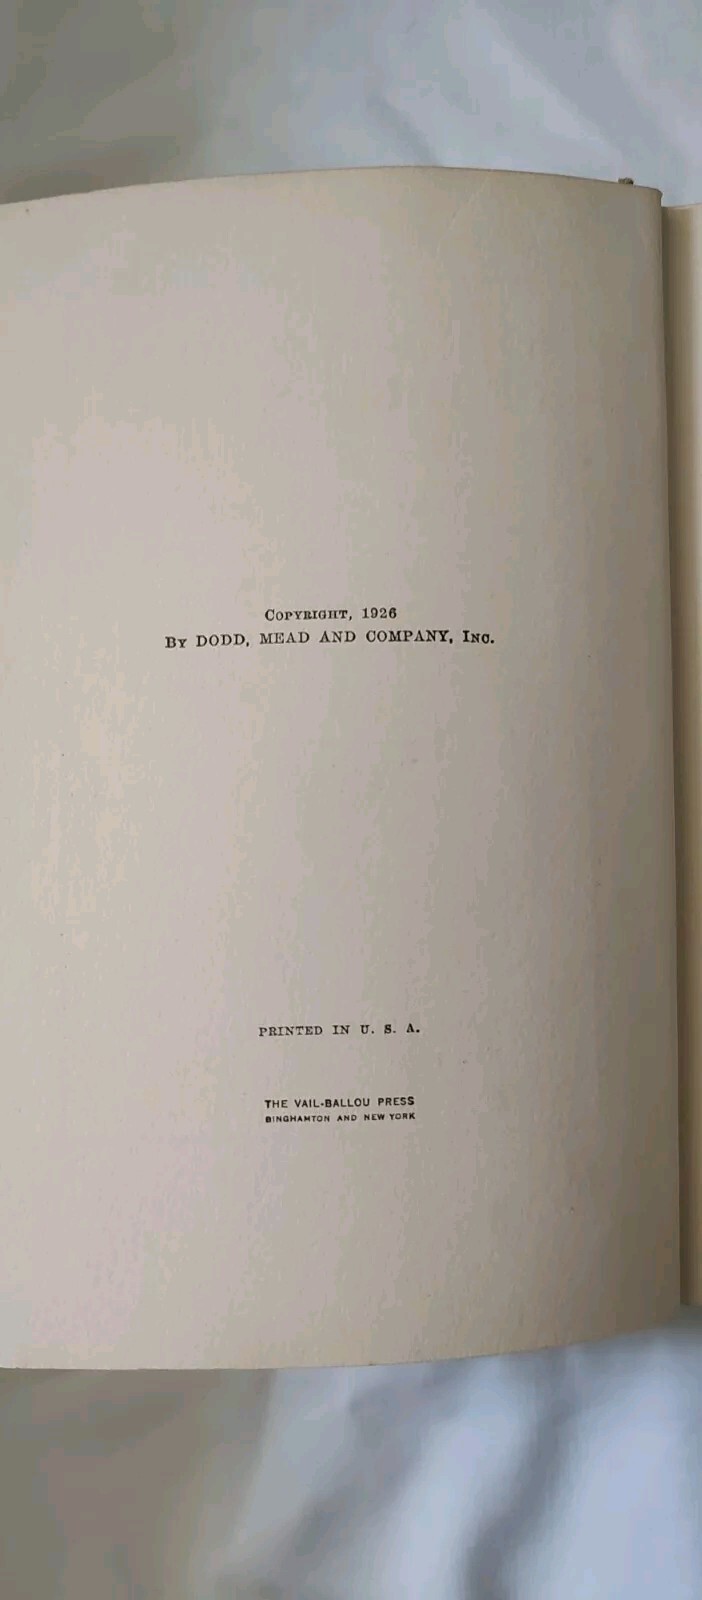 COPYRIGHT, 1926
BY DODD, MEAD AND COMPANY, INC.
PRINTED IN U. S. A.
THE VAIL-BALLOU PRESS
BINGHAMTON AND NEW YORK